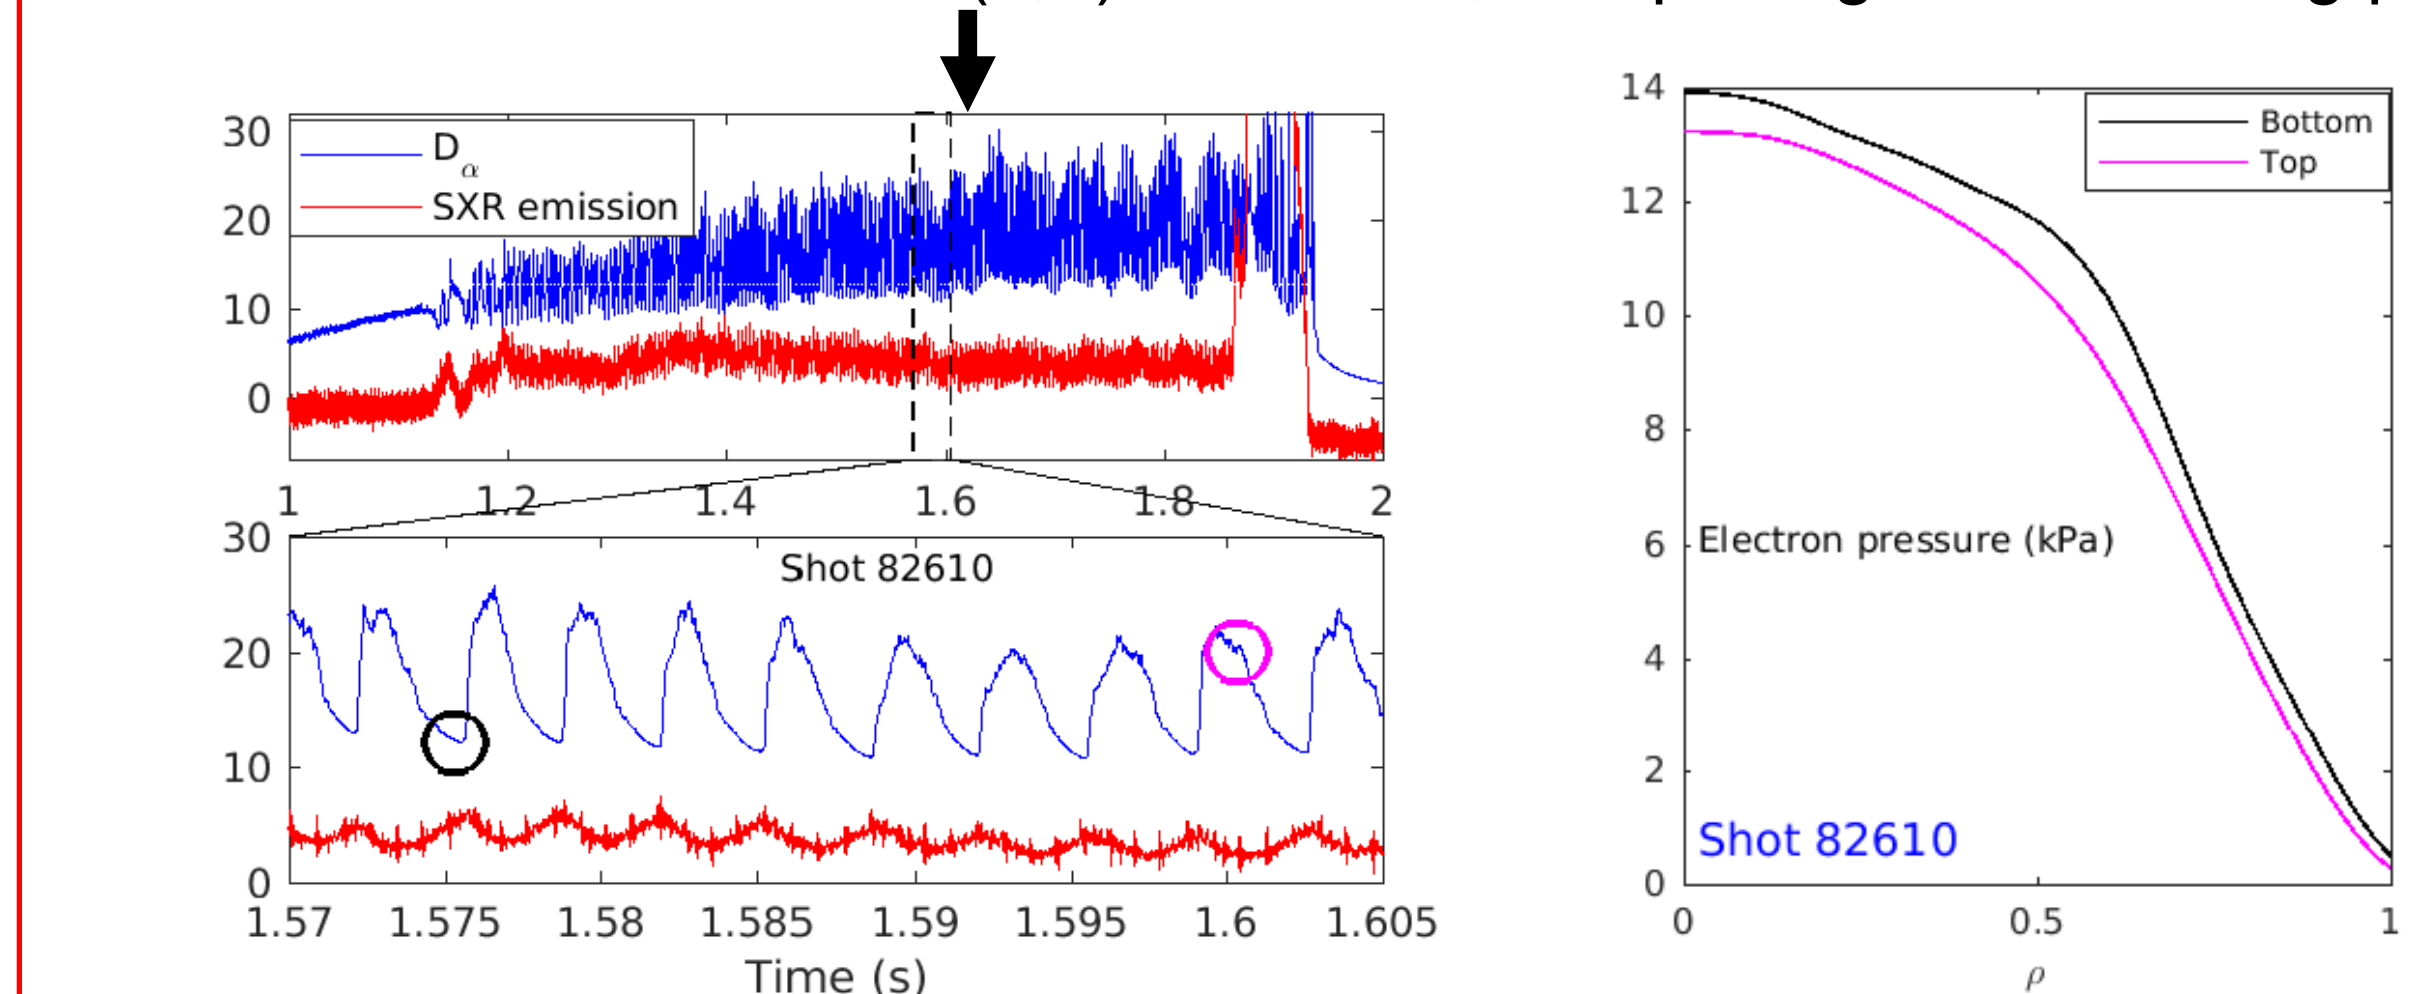 D α
SXR emission
30
20
10
0
1 1.2 1.4 1.6 1.8 2
Shot 82610
30
20
10
0
1.57 1.575 1.58 1.585 1.59 1.595 1.6 1.605
Time (s)
Bottom
Top
14
12
10
8
6
4
2
0
Electron pressure (kPa)
Shot 82610
0 0.5 1
ρ